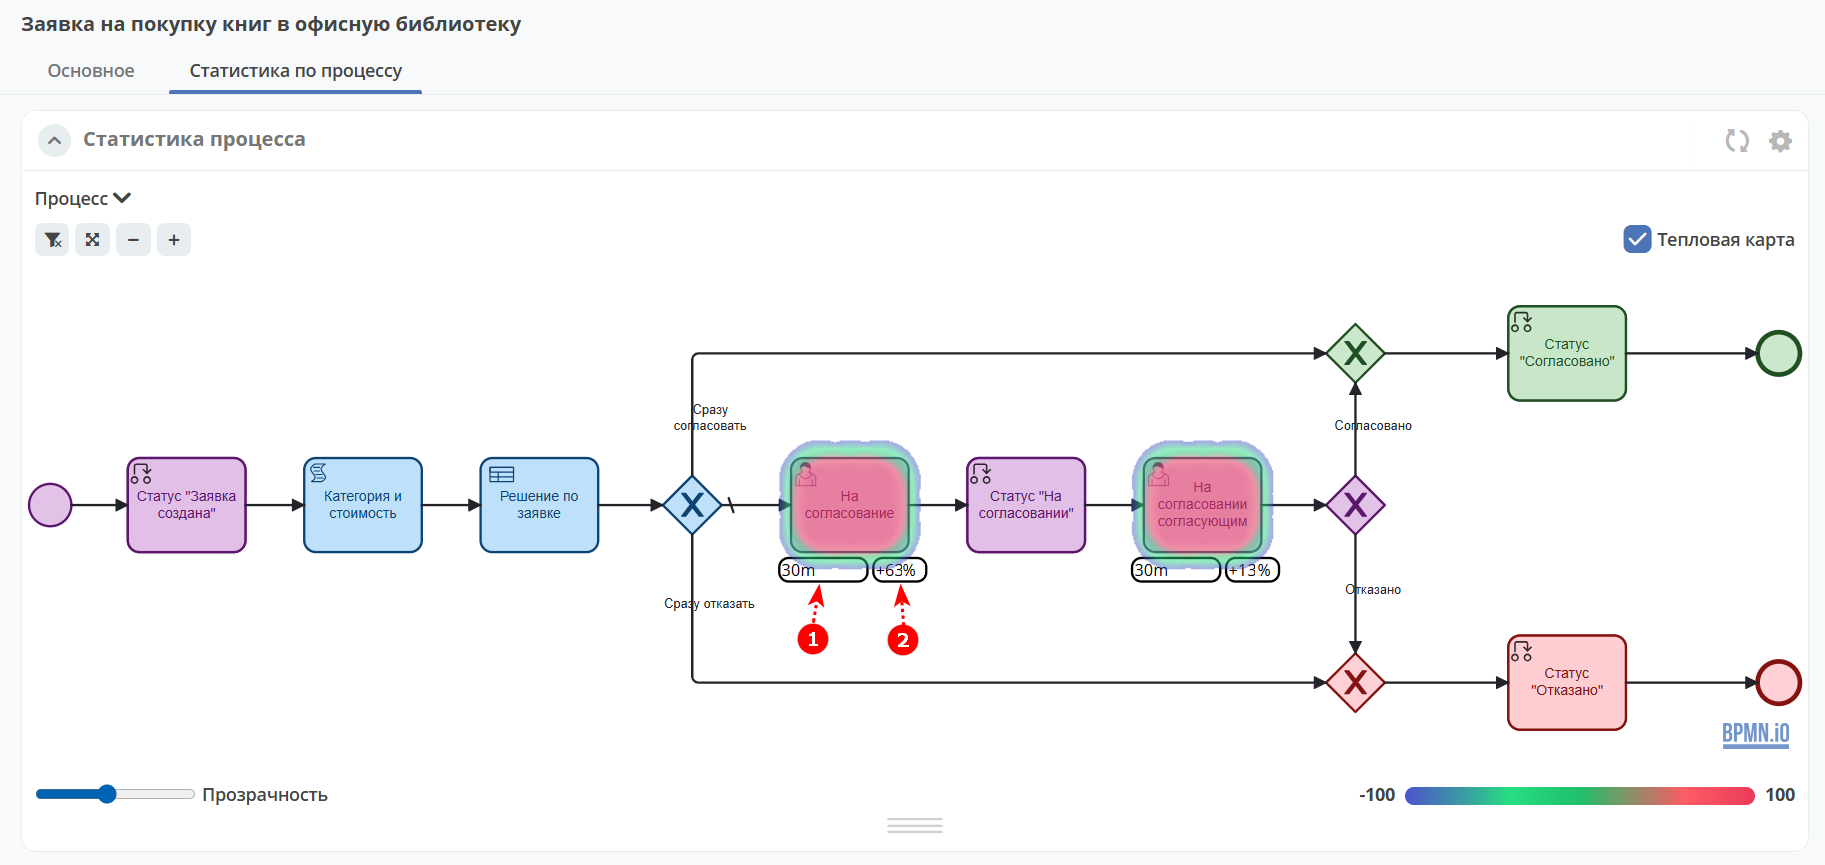 Заявка на покупку книг в офисную библиотеку
Основное
Статистика по процессу
Статистика процесса
Процесс
Тепловая карта
Статус
"Согласовано"
Сразу
согласовать
Согласовано
Статус "Заявка
создана"
Категория и
стоимость
Решение по
заявке
На
согласование
Статус "На
согласовании"
На
согласовании
согласующим
30m
+63%
30m
+13%
Сразу отказать
Отказано
1
2
Статус
"Отказано"
BPMN.iO
Прозрачность
-100
100